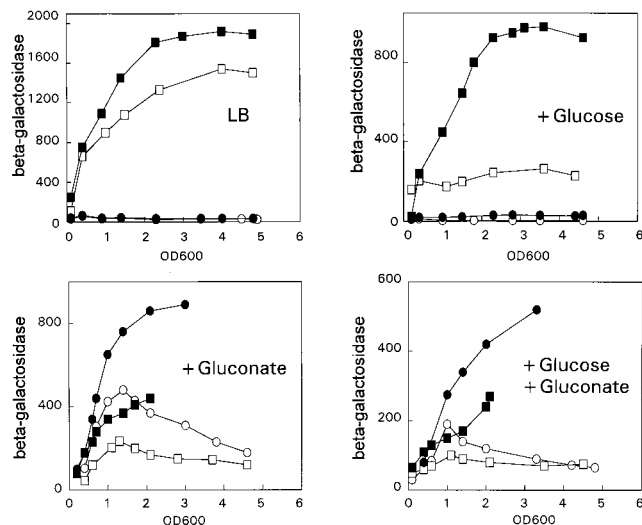 beta-galactosidase
2000
1600
1200
800
400
0
LB
0 1 2 3 4 5 6
OD600
beta-galactosidase
800
400
0
+ Glucose
0 1 2 3 4 5 6
OD600
beta-galactosidase
800
400
0
+ Gluconate
0 1 2 3 4 5 6
OD600
beta-galactosidase
600
400
200
0
+ Glucose
+ Gluconate
0 1 2 3 4 5 6
OD600